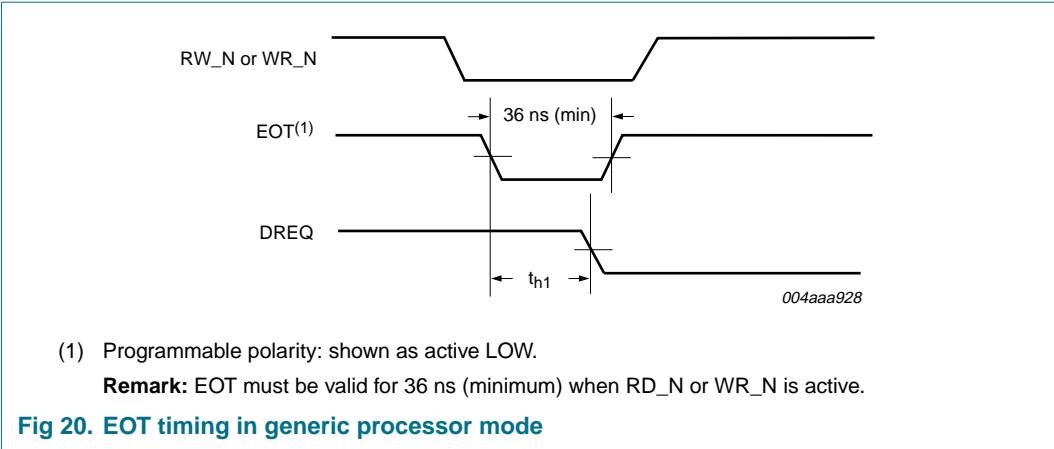 RW_N or WR_N
36 ns (min)
EOT(1)
DREQ
th1
004aaa928
(1) Programmable polarity: shown as active LOW.
Remark: EOT must be valid for 36 ns (minimum) when RD_N or WR_N is active.
Fig 20. EOT timing in generic processor mode